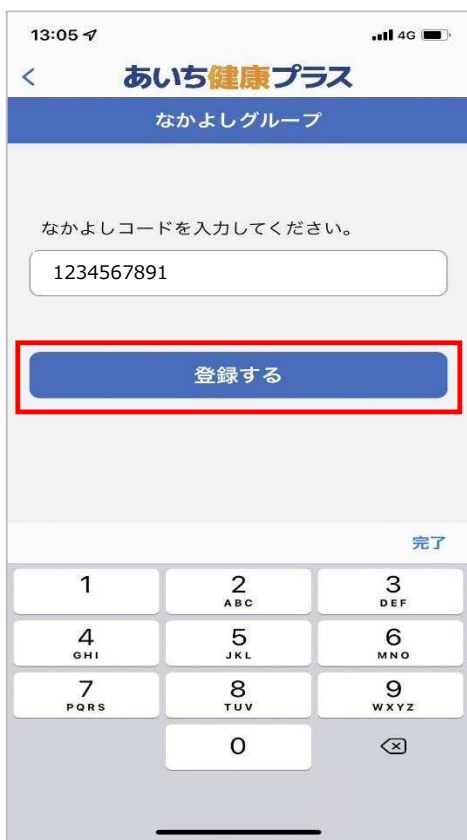 13:05 4G
< あいち健康プラス
なかよしグループ
なかよしコードを入力してください。
1234567891
登録する
完了
1 2 3
ABC DEF
4 5 6
GHI JKL MNO
7 8 9
PQRS TUV WXYZ
0